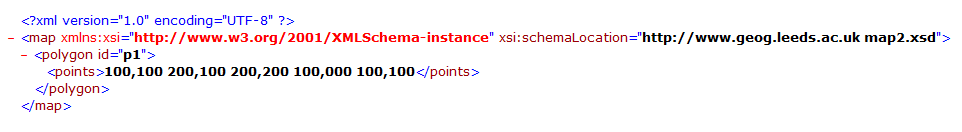 <?xml version="1.0" encoding="UTF-8" ?>
- <map xmlns:xsi="http://www.w3.org/2001/XMLSchema-instance" xsi:schemaLocation="http://www.geog.leeds.ac.uk map2.xsd">
- <polygon id="p1">
<points>100,100 200,100 200,200 100,000 100,100</points>
</polygon>
</map>